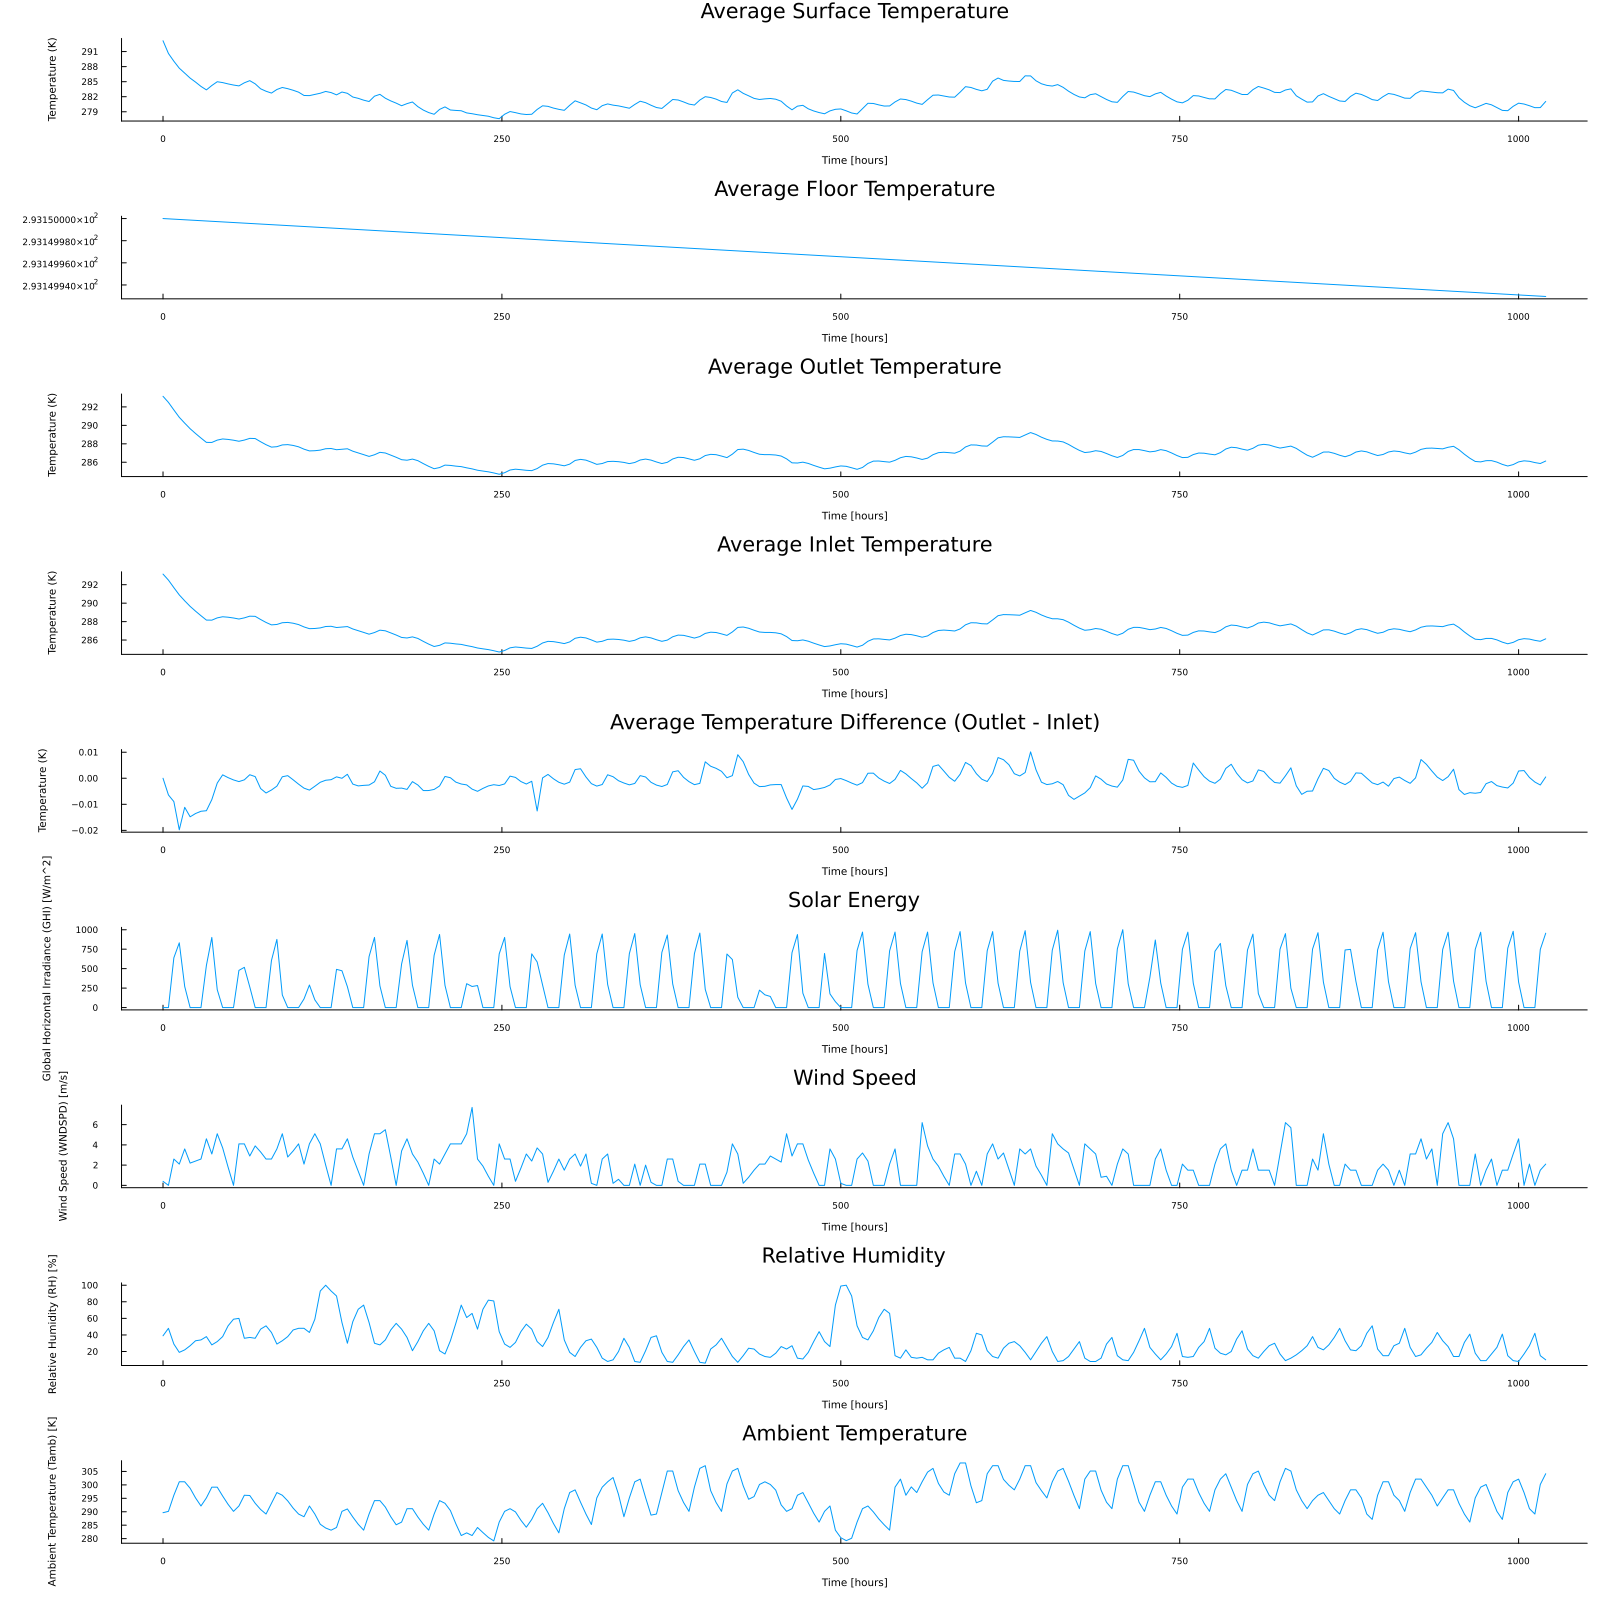 Average Surface Temperature
Temperature (K)
291
288
285
282
279
0 250 500 750 1000
Time [hours]
Average Floor Temperature
2.93150000×10²
2.93149980×10²
2.93149960×10²
2.93149940×10²
0 250 500 750 1000
Time [hours]
Average Outlet Temperature
Temperature (K)
292
290
288
286
0 250 500 750 1000
Time [hours]
Average Inlet Temperature
Temperature (K)
292
290
288
286
0 250 500 750 1000
Time [hours]
Average Temperature Difference (Outlet - Inlet)
Temperature (K)
0.01
0.00
−0.01
−0.02
0 250 500 750 1000
Time [hours]
Solar Energy
Global Horizontal Irradiance (GHI) [W/m^2]
1000
750
500
250
0
0 250 500 750 1000
Time [hours]
Wind Speed
Wind Speed (WNDSPD) [m/s]
6
4
2
0
0 250 500 750 1000
Time [hours]
Relative Humidity
Relative Humidity (RH) [%]
100
80
60
40
20
0 250 500 750 1000
Time [hours]
Ambient Temperature
Ambient Temperature (Tamb) [K]
305
300
295
290
285
280
0 250 500 750 1000
Time [hours]